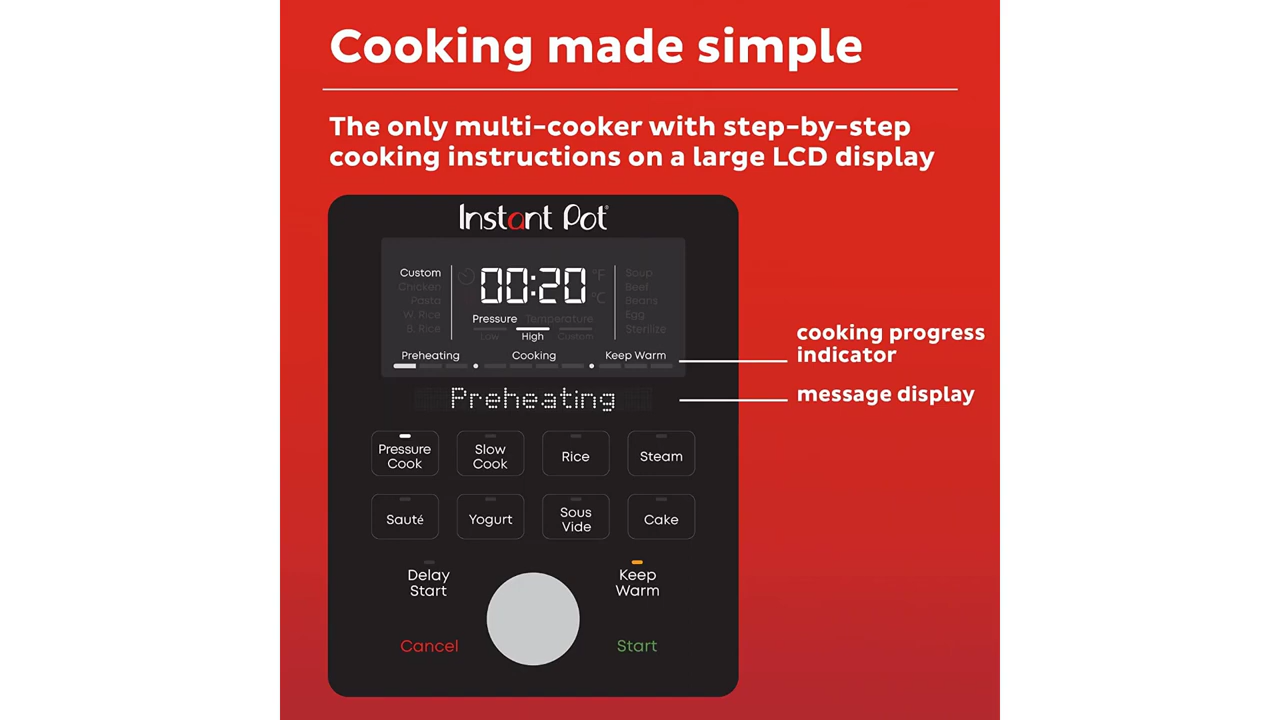 Cooking made simple
The only multi-cooker with step-by-step
cooking instructions on a large LCD display
Instant Pot®
Custom
Chicken
Pasta
W. Rice
B. Rice
00:20
°F
°C
Pressure Temperature
Low High Custom
Soup
Beef
Beans
Egg
Sterilize
Preheating Cooking Keep Warm
cooking progress
indicator
Preheating
message display
Pressure
Cook
Slow
Cook
Rice
Steam
Sauté
Yogurt
Sous
Vide
Cake
Delay
Start
Keep
Warm
Cancel
Start